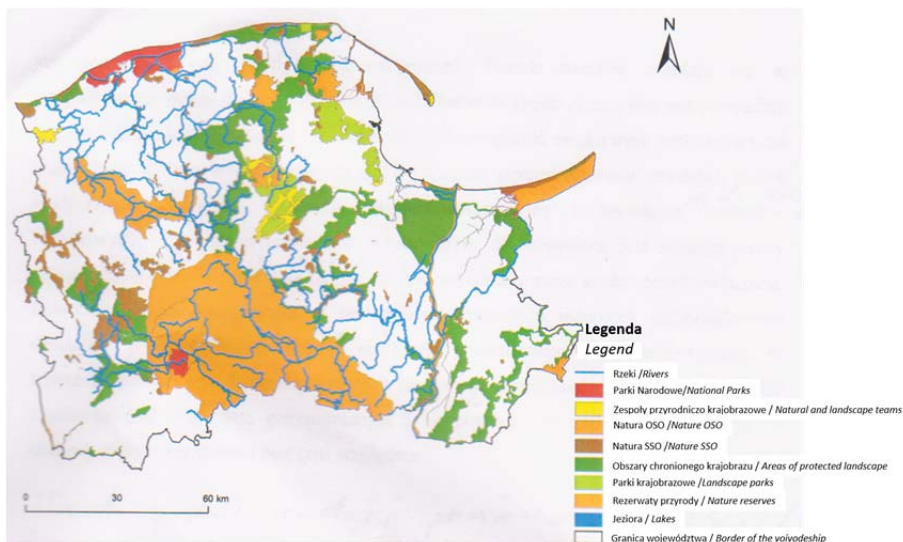 N
Legenda
Legend
Rzeki /Rivers
Parki Narodowe/National Parks
Zespoły przyrodniczo krajobrazowe / Natural and landscape teams
Natura OSO /Nature OSO
Natura SSO /Nature SSO
Obszary chronionego krajobrazu / Areas of protected landscape
Parki krajobrazowe /Landscape parks
Rezerwaty przyrody / Nature reserves
Jeziora / Lakes
Granica województwa / Border of the voivodeship
0 30 60 km